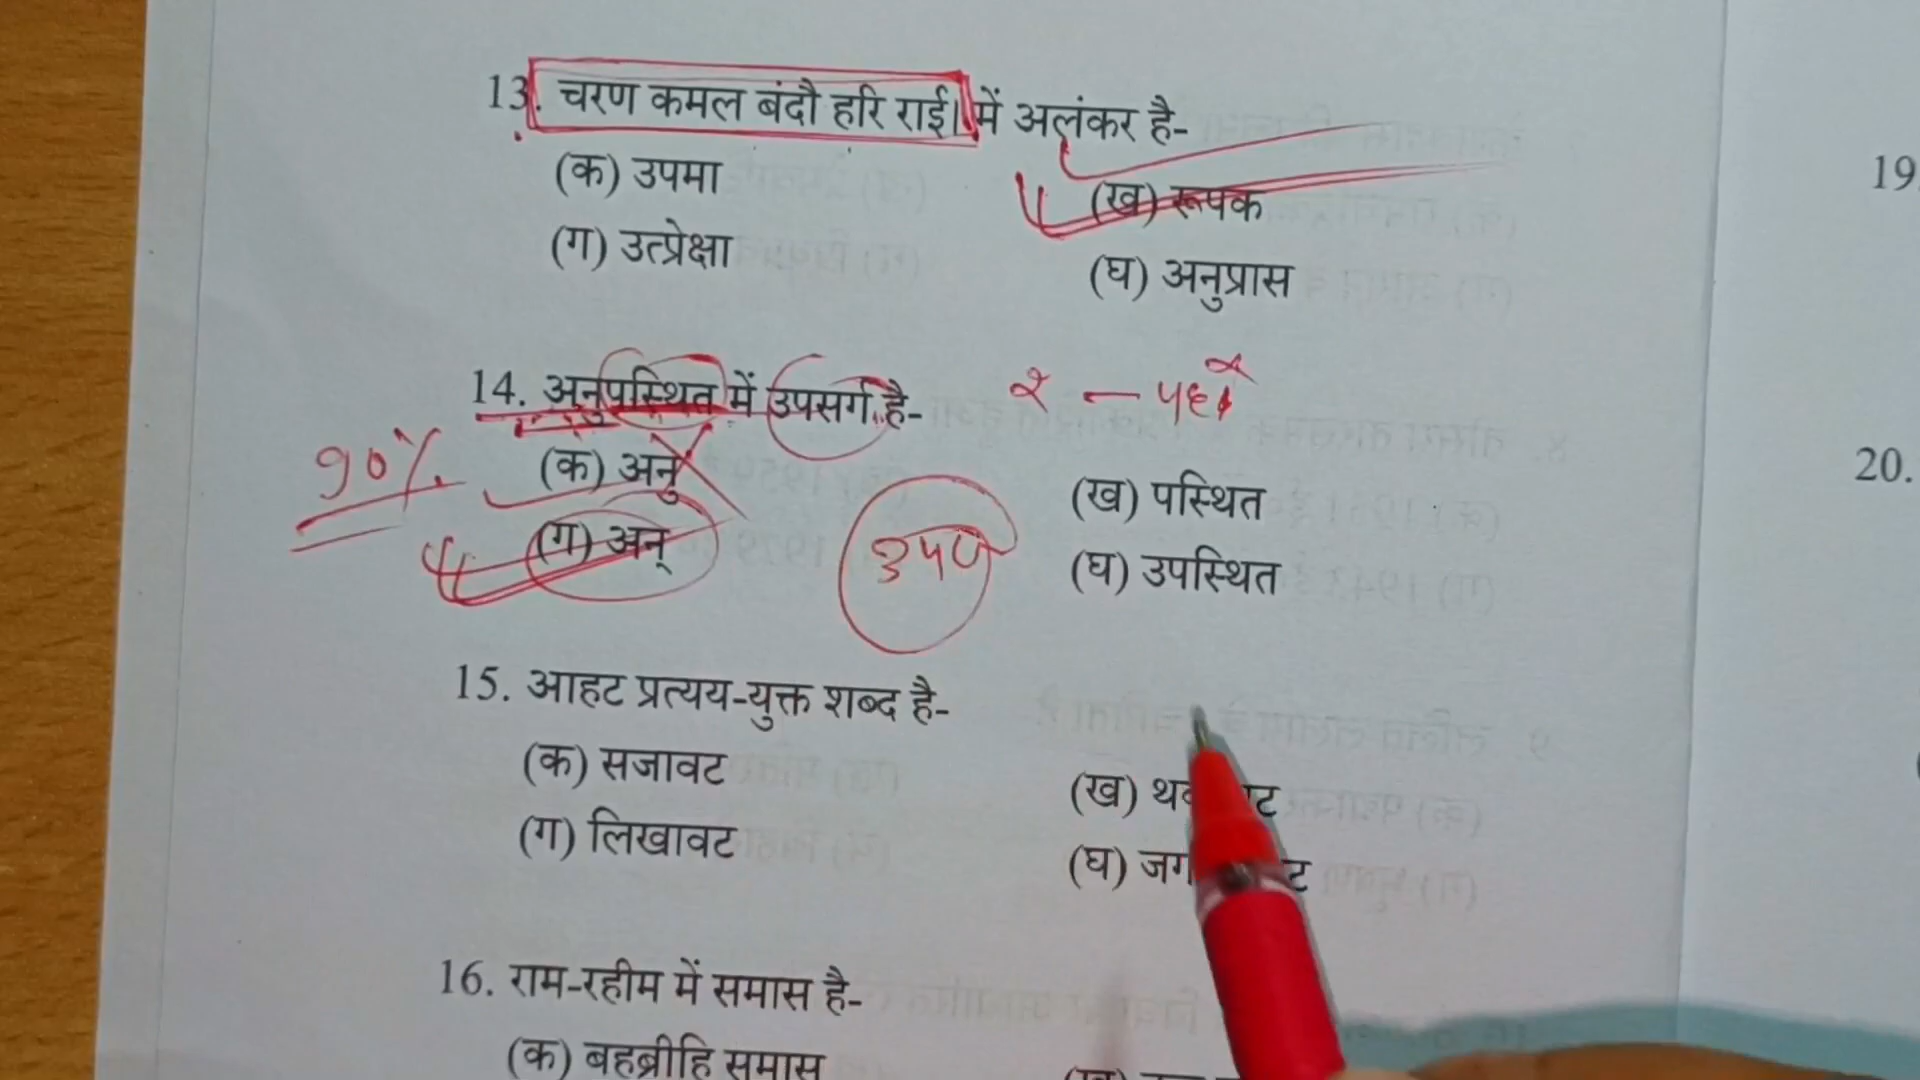 13. चरण कमल बंदौ हरि राई। में अलंकर है-
(क) उपमा
(ख) रूपक
(ग) उत्प्रेक्षा
(घ) अनुप्रास
14. अनुपस्थित में उपसर्ग है-
90%
(क) अनु
(ख) पस्थित
(ग) अन्
(घ) उपस्थित
15. आहट प्रत्यय-युक्त शब्द है-
(क) सजावट
(ख)
(ग) लिखावट
(घ)
16. राम-रहीम में समास है-
(क) बहुब्रीहि समास
19
20.